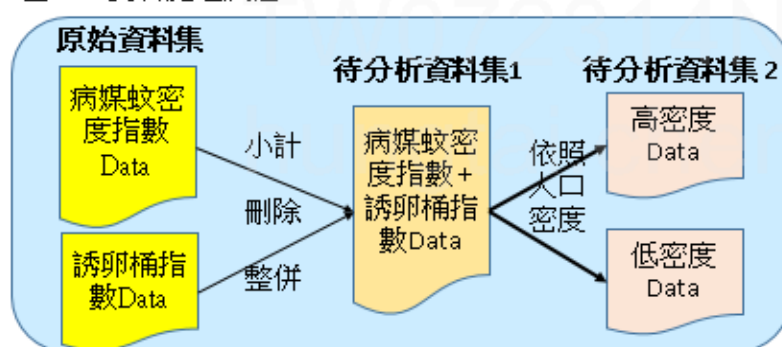 原始資料集
病媒蚊密
度指數
Data
誘卵桶指
數Data
小計
刪除
整併
待分析資料集1
病媒蚊密
度指數+
誘卵桶指
數Data
依照
人口
密度
待分析資料集 2
高密度
Data
低密度
Data